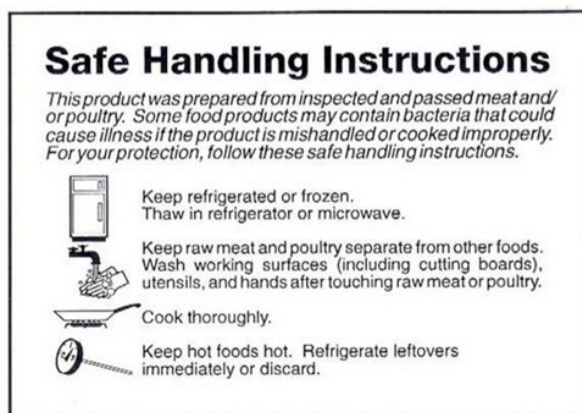 Safe Handling Instructions
This product was prepared from inspected and passed meat and/
or poultry. Some food products may contain bacteria that could
cause illness if the product is mishandled or cooked improperly.
For your protection, follow these safe handling instructions.
Keep refrigerated or frozen.
Thaw in refrigerator or microwave.
Keep raw meat and poultry separate from other foods.
Wash working surfaces (including cutting boards),
utensils, and hands after touching raw meat or poultry.
Cook thoroughly.
Keep hot foods hot. Refrigerate leftovers
immediately or discard.